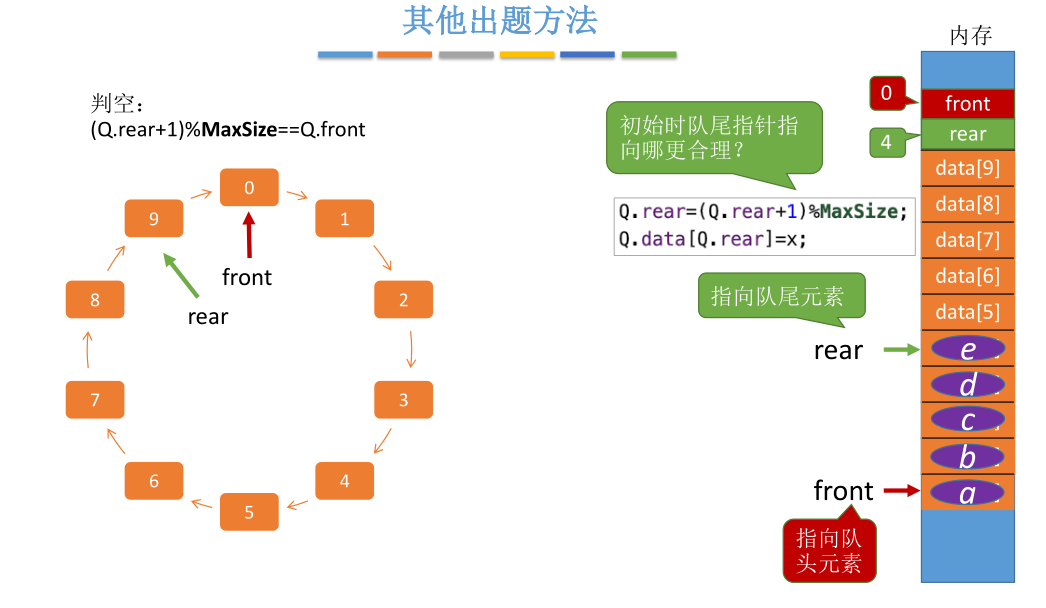 其他出题方法
判空：
(Q.rear+1)%MaxSize==Q.front
0
1
2
3
4
5
6
7
8
9
front
rear
初始时队尾指针指
向哪更合理？
Q.rear=(Q.rear+1)%MaxSize;
Q.data[Q.rear]=x;
指向队尾元素
rear
front
指向队
头元素
内存
0
front
4
rear
data[9]
data[8]
data[7]
data[6]
data[5]
e
d
c
b
a